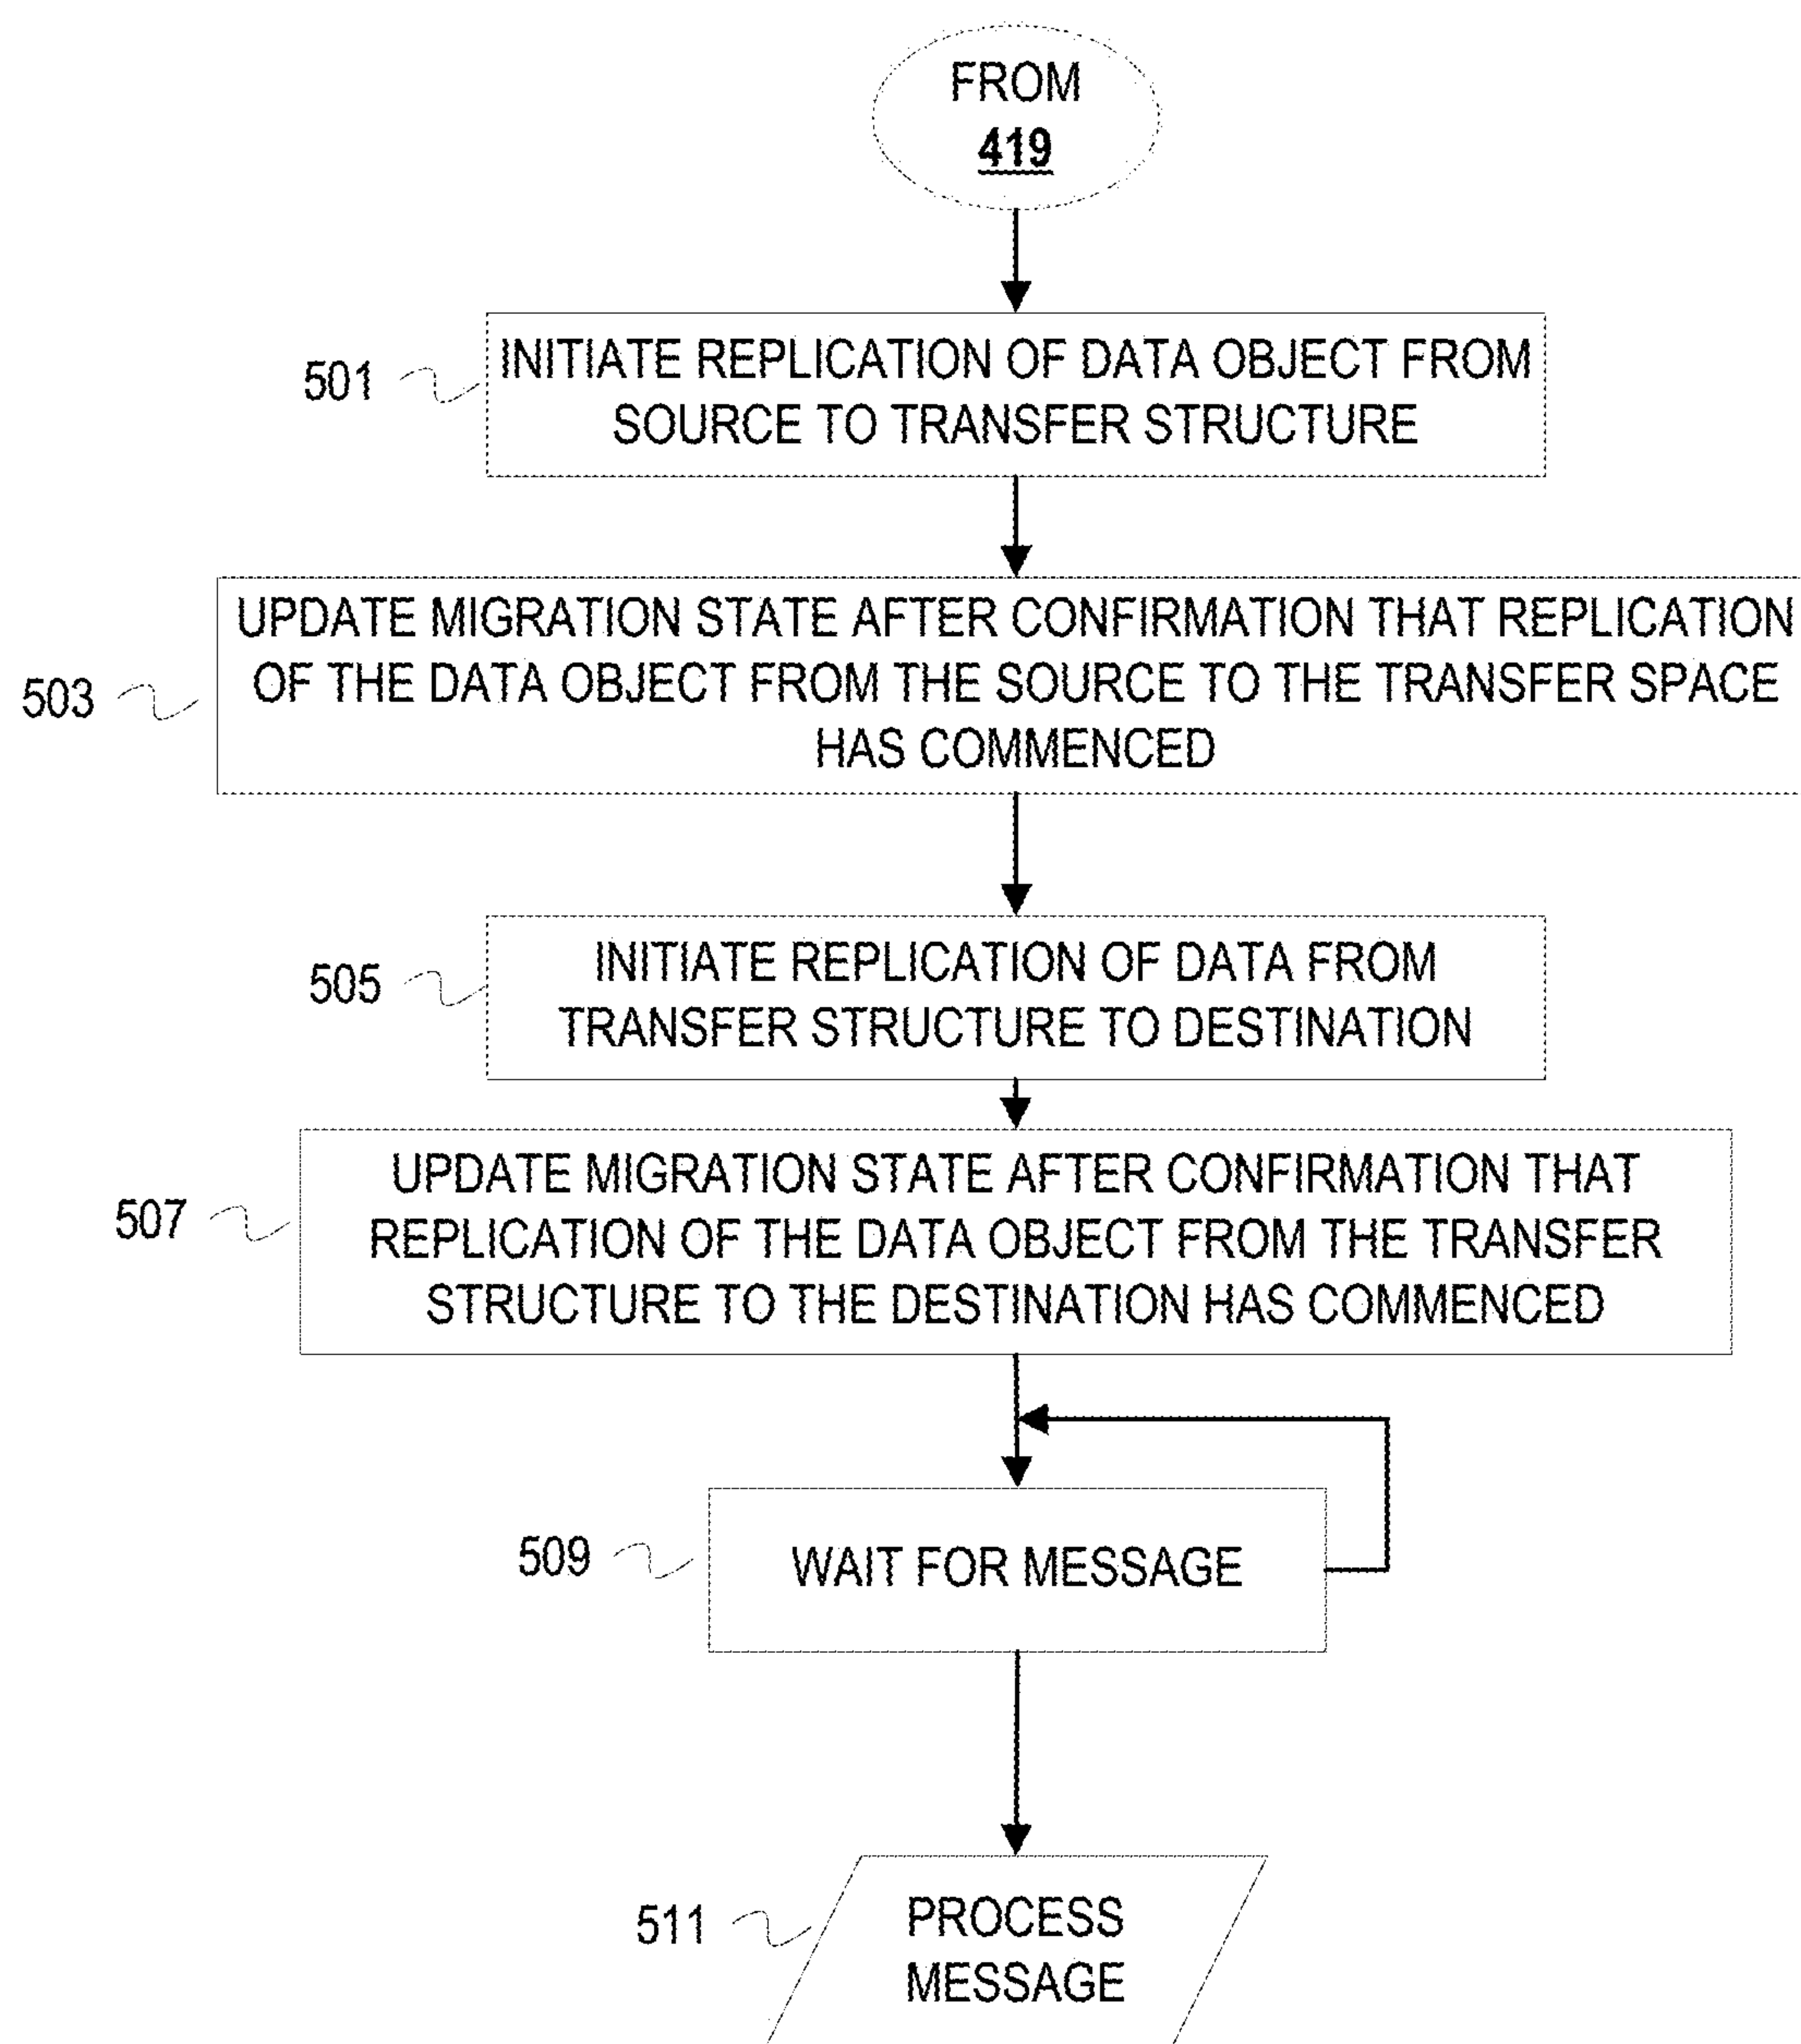 FROM
419
501
INITIATE REPLICATION OF DATA OBJECT FROM
SOURCE TO TRANSFER STRUCTURE
503
UPDATE MIGRATION STATE AFTER CONFIRMATION THAT REPLICATION
OF THE DATA OBJECT FROM THE SOURCE TO THE TRANSFER SPACE
HAS COMMENCED
505
INITIATE REPLICATION OF DATA FROM
TRANSFER STRUCTURE TO DESTINATION
507
UPDATE MIGRATION STATE AFTER CONFIRMATION THAT
REPLICATION OF THE DATA OBJECT FROM THE TRANSFER
STRUCTURE TO THE DESTINATION HAS COMMENCED
509
WAIT FOR MESSAGE
511
PROCESS
MESSAGE